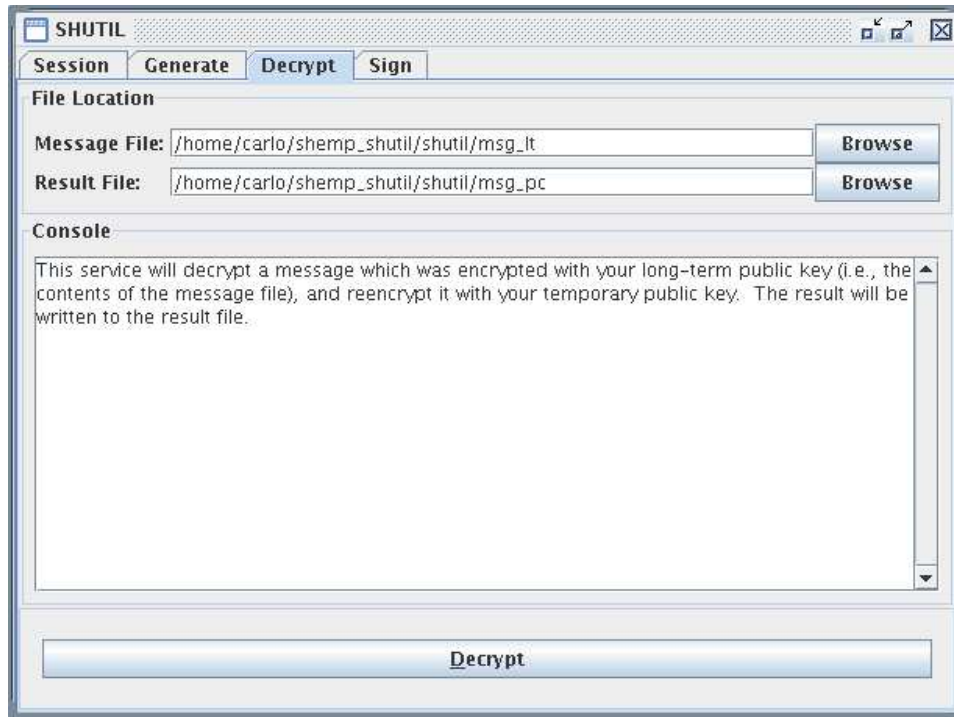 SHUTIL
Session Generate Decrypt Sign
File Location
Message File: /home/carlo/shemp_shutil/shutil/msg_lt Browse
Result File: /home/carlo/shemp_shutil/shutil/msg_pc Browse
Console
This service will decrypt a message which was encrypted with your long-term public key (i.e., the
contents of the message file), and reencrypt it with your temporary public key.  The result will be
written to the result file.
Decrypt